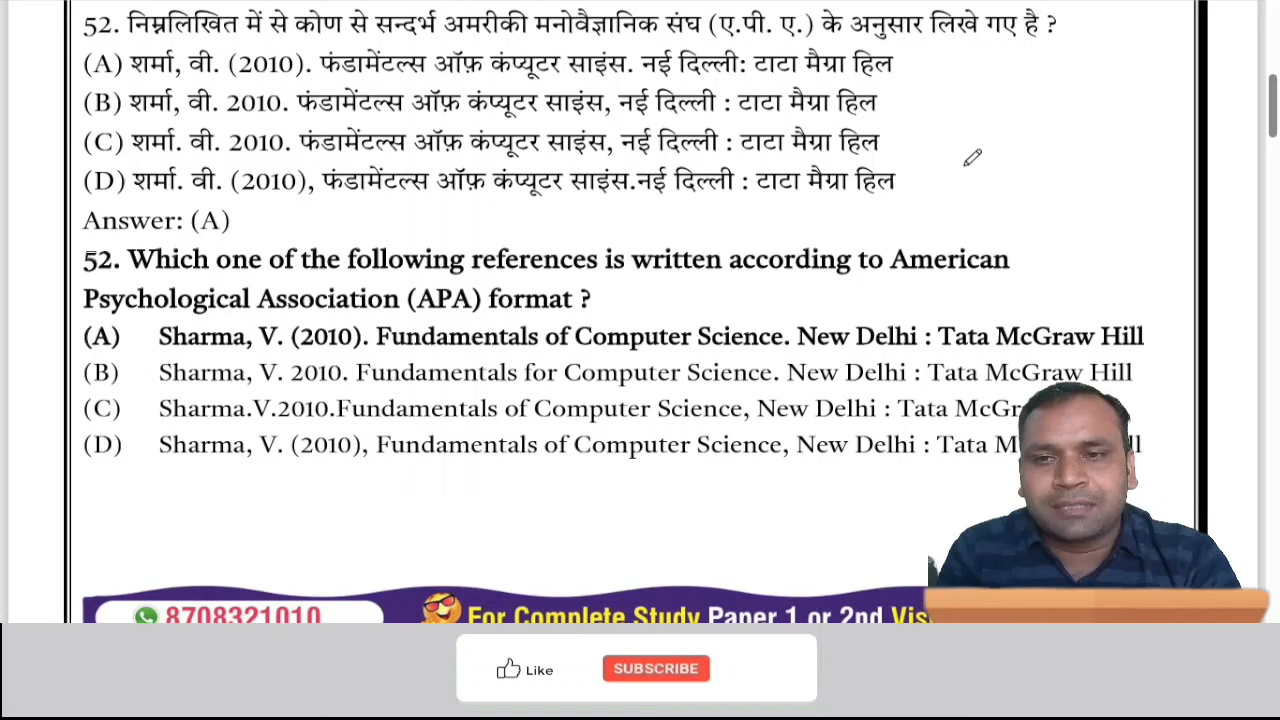 52. निम्नलिखित में से कोण से सन्दर्भ अमरीकी मनोवैज्ञानिक संघ (ए.पी. ए.) के अनुसार लिखे गए है ?
(A) शर्मा, वी. (2010). फंडामेंटल्स ऑफ़ कंप्यूटर साइंस. नई दिल्ली: टाटा मैग्रा हिल
(B) शर्मा, वी. 2010. फंडामेंटल्स ऑफ़ कंप्यूटर साइंस, नई दिल्ली : टाटा मैग्रा हिल
(C) शर्मा. वी. 2010. फंडामेंटल्स ऑफ़ कंप्यूटर साइंस, नई दिल्ली : टाटा मैग्रा हिल
(D) शर्मा. वी. (2010), फंडामेंटल्स ऑफ़ कंप्यूटर साइंस.नई दिल्ली : टाटा मैग्रा हिल
Answer: (A)
52. Which one of the following references is written according to American
Psychological Association (APA) format ?
(A) Sharma, V. (2010). Fundamentals of Computer Science. New Delhi : Tata McGraw Hill
(B) Sharma, V. 2010. Fundamentals for Computer Science. New Delhi : Tata McGraw Hill
(C) Sharma.V.2010.Fundamentals of Computer Science, New Delhi : Tata
(D) Sharma, V. (2010), Fundamentals of Computer Science, New Delhi : Tata
8708321010 For Complete Study Paper 1 or 2nd
Like SUBSCRIBE